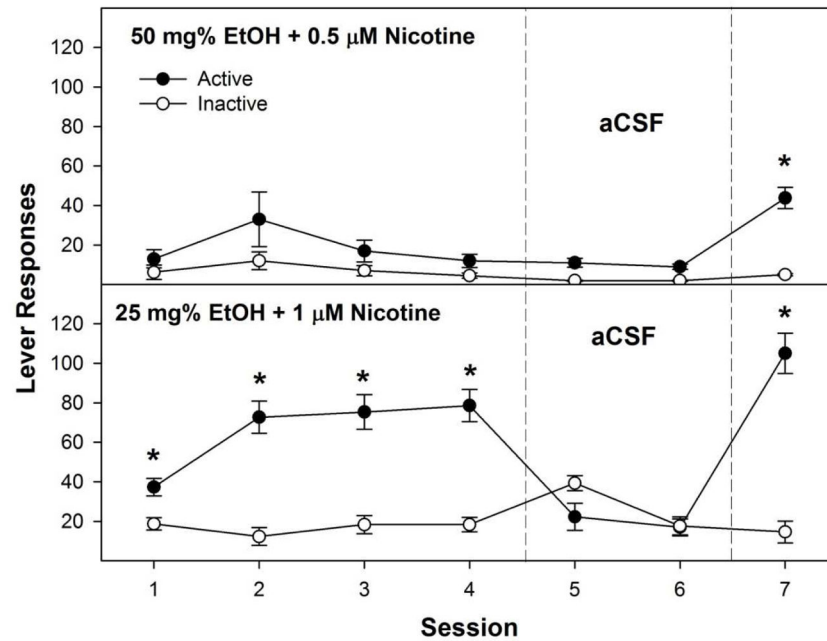 50 mg% EtOH + 0.5 μM Nicotine
Active
Inactive
aCSF
*
120
100
80
60
40
20
Lever Responses
25 mg% EtOH + 1 μM Nicotine
aCSF
* * * * *
120
100
80
60
40
20
1 2 3 4 5 6 7
Session